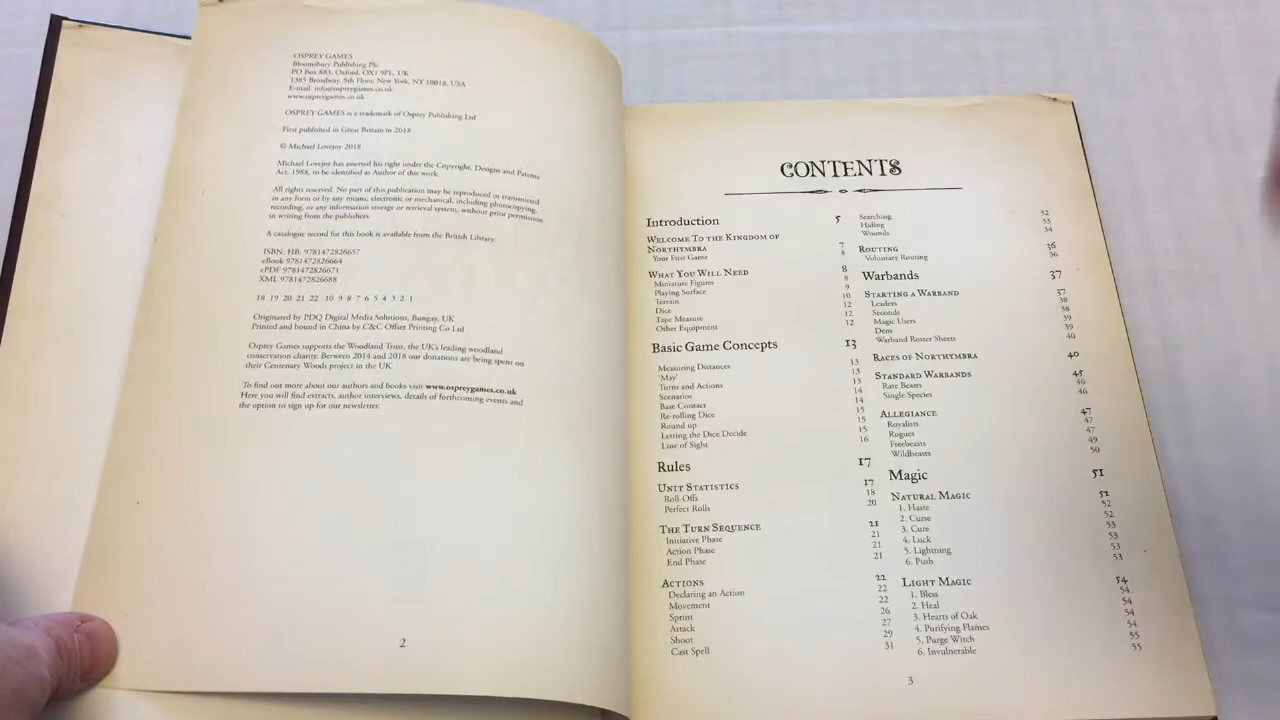 OSPREY GAMES
Bloomsbury Publishing Plc
PO Box 883, Oxford, OX1 9PL, UK
1385 Broadway, 5th Floor, New York, NY 10018, USA
E-mail: info@ospreygames.co.uk
www.ospreygames.co.uk
OSPREY GAMES is a trademark of Osprey Publishing Ltd
First published in Great Britain in 2018
© Michael Lovejoy 2018
Michael Lovejoy has asserted his right under the Copyright, Designs and Patents
Act, 1988, to be identified as Author of this work.
All rights reserved. No part of this publication may be reproduced or transmitted
in any form or by any means, electronic or mechanical, including photocopying,
recording, or any information storage or retrieval system, without prior permission
in writing from the publishers.
A catalogue record for this book is available from the British Library.
ISBN: HB: 9781472826657
eBook 9781472826664
ePDF 9781472826671
XML 9781472826688
18 19 20 21 22 10 9 8 7 6 5 4 3 2 1
Originated by PDQ Digital Media Solutions, Bungay, UK
Printed and bound in China by C&C Offset Printing Co Ltd
Osprey Games supports the Woodland Trust, the UK's leading woodland
conservation charity. Between 2014 and 2018 our donations are being spent on
their Centenary Woods project in the UK.
To find out more about our authors and books visit www.ospreygames.co.uk
Here you will find extracts, author interviews, details of forthcoming events and
the option to sign up for our newsletter.
2
CONTENTS
Introduction 5
WELCOME TO THE KINGDOM OF
NORTHYMBRA 7
Your First Game 8
WHAT YOU WILL NEED 8
Miniature Figures 8
Playing Surface 9
Terrain 10
Dice 12
Tape Measure 12
Other Equipment 12
Basic Game Concepts 13
Measuring Distances 13
'May' 13
Turns and Actions 13
Scenarios 14
Base Contact 14
Re-rolling Dice 15
Round up 15
Letting the Dice Decide 15
Line of Sight 16
Rules 17
UNIT STATISTICS 17
Roll-Offs 18
Perfect Rolls 20
THE TURN SEQUENCE 21
Initiative Phase 21
Action Phase 21
End Phase 21
ACTIONS 22
Declaring an Action 22
Movement 22
Sprint 26
Attack 27
Shoot 29
Cast Spell 31
Searching 32
Hiding 33
Wounds 34
ROUTING 36
Voluntary Routing 36
Warbands 37
STARTING A WARBAND 37
Leaders 38
Seconds 38
Magic Users 39
Dens 39
Warband Roster Sheets 40
RACES OF NORTHYMBRA 40
STANDARD WARBANDS 45
Rare Beasts 46
Single Species 46
ALLEGIANCE 47
Royalists 47
Rogues 47
Freebeasts 49
Wildbeasts 50
Magic 51
NATURAL MAGIC 52
1. Haste 52
2. Curse 52
3. Cure 53
4. Luck 53
5. Lightning 53
6. Push 53
LIGHT MAGIC 54
1. Bless 54
2. Heal 54
3. Hearts of Oak 54
4. Purifying Flames 54
5. Purge Witch 55
6. Invulnerable 55
3